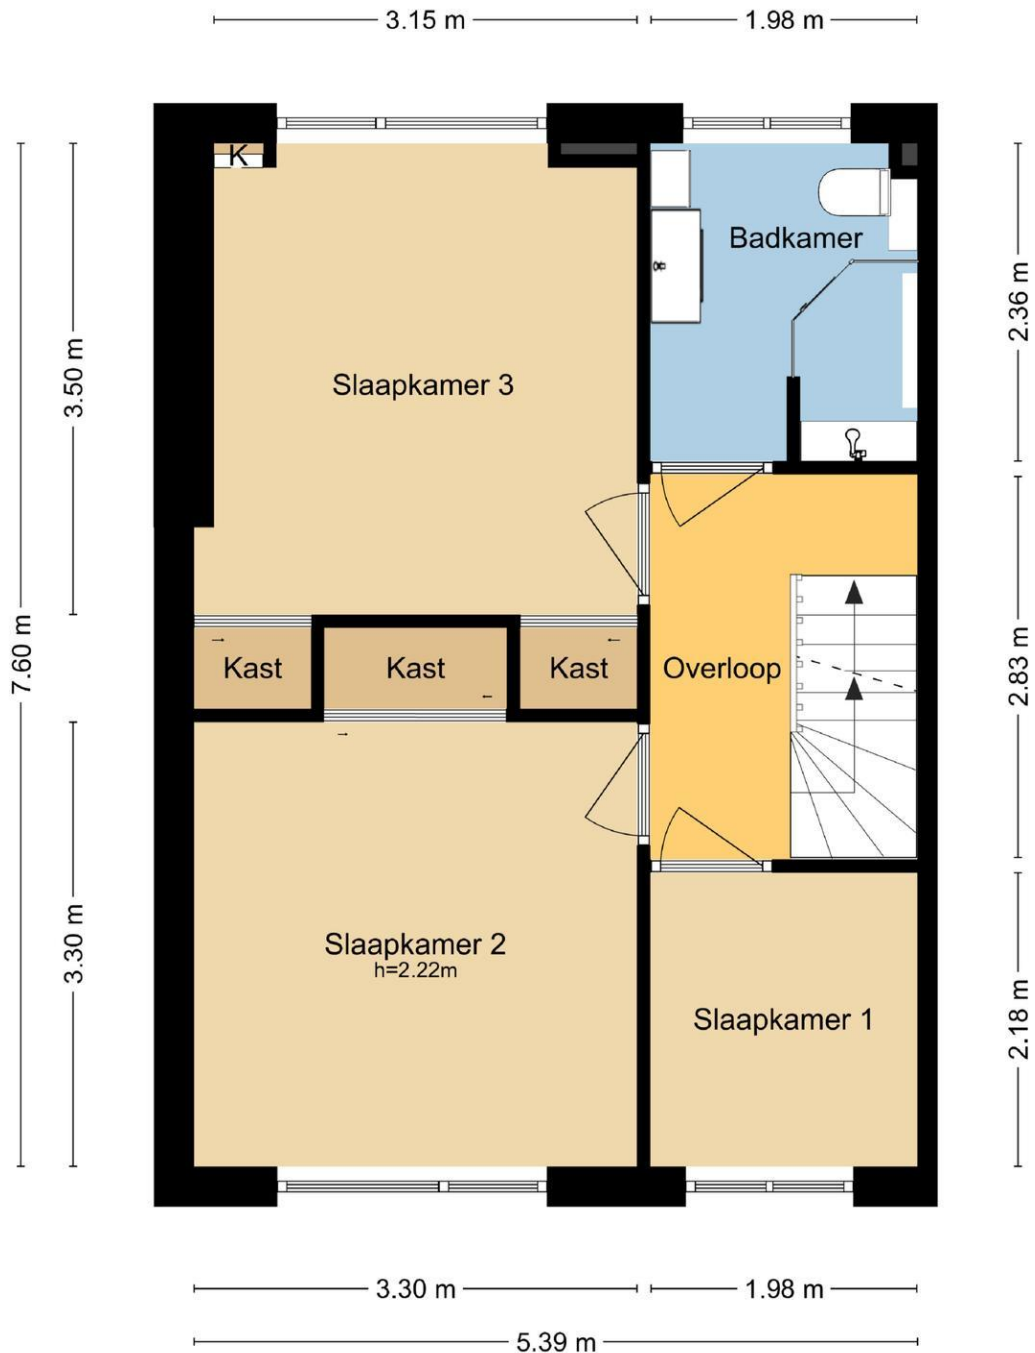 3.15 m
1.98 m
K
Badkamer
2.36 m
3.50 m
Slaapkamer 3
7.60 m
Kast
Kast
Kast
Overloop
2.83 m
3.30 m
Slaapkamer 2
h=2.22m
Slaapkamer 1
2.18 m
3.30 m
1.98 m
5.39 m